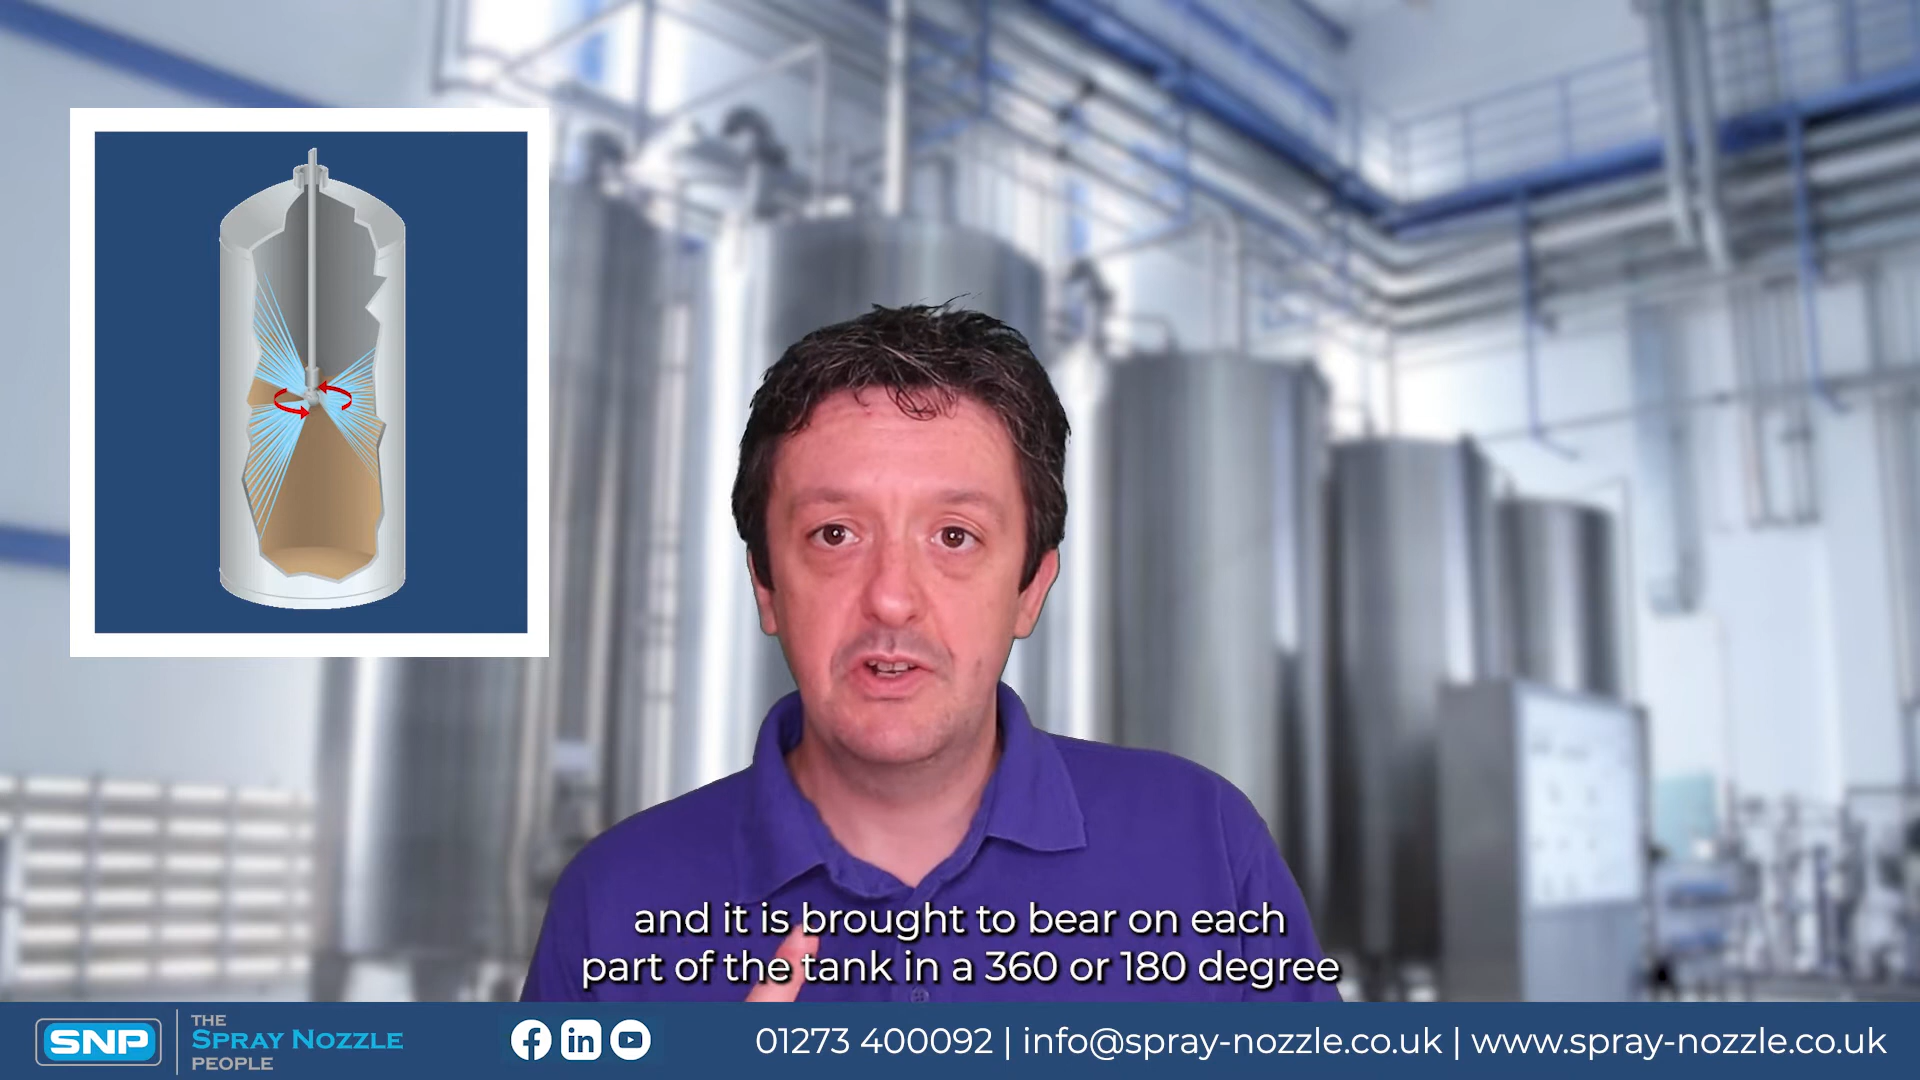 and it is brought to bear on each
part of the tank in a 360 or 180 degree
SNP
THE
SPRAY NOZZLE
PEOPLE
01273 400092 | info@spray-nozzle.co.uk | www.spray-nozzle.co.uk